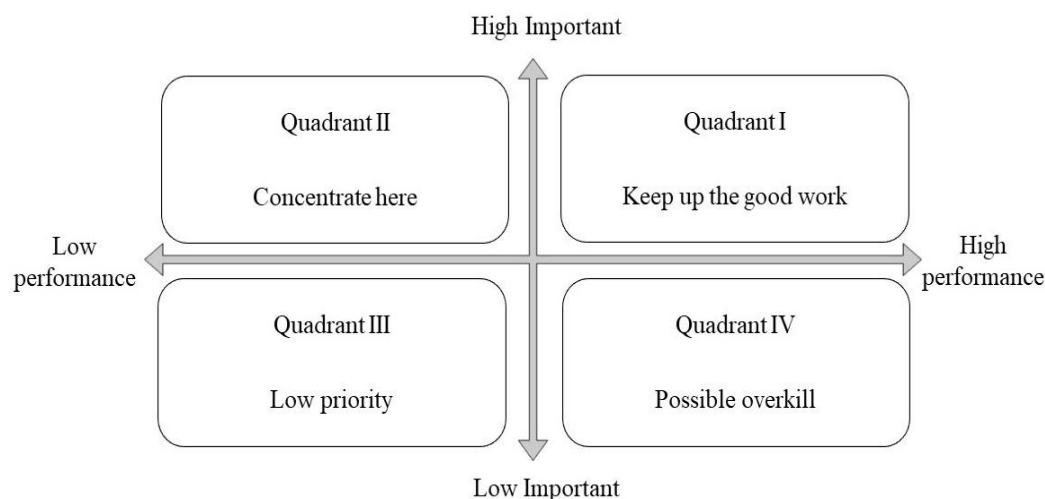 High Important
Quadrant II
Concentrate here
Quadrant I
Keep up the good work
Low
performance
High
performance
Quadrant III
Low priority
Quadrant IV
Possible overkill
Low Important